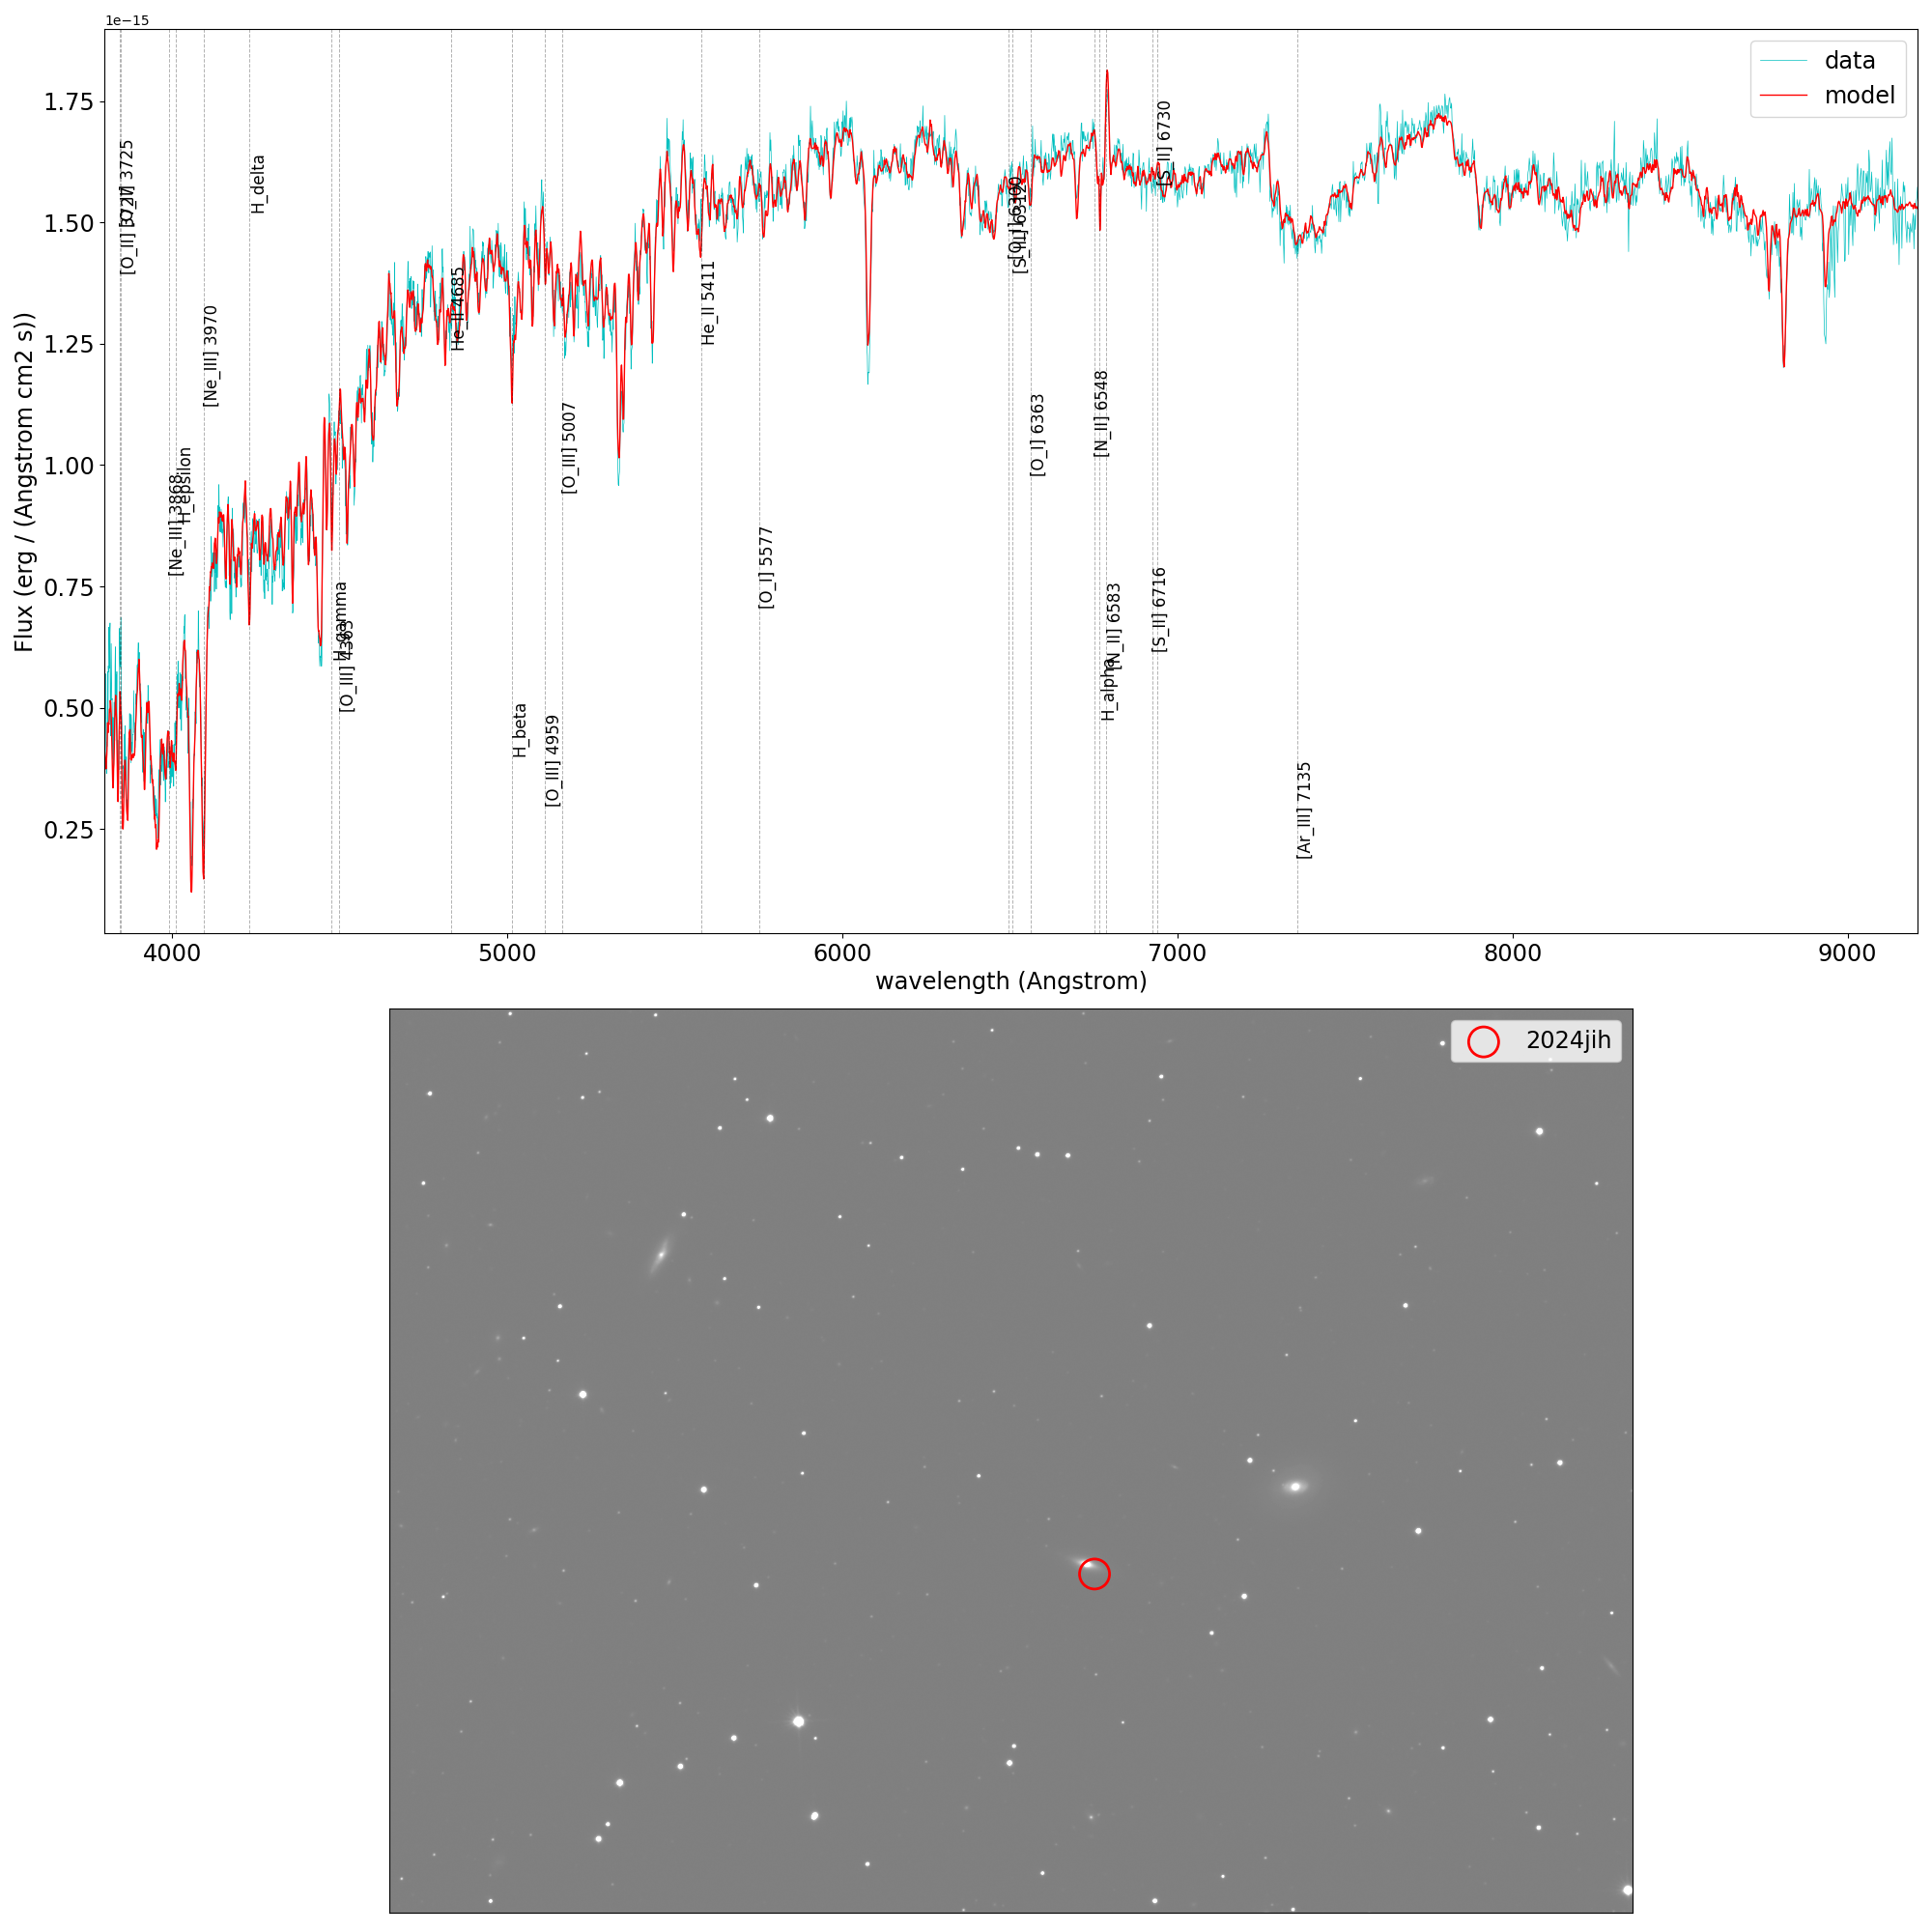 1e−15
data
model
1.75
1.50
1.25
1.00
0.75
0.50
0.25
Flux (erg / (Angstrom cm2 s))
[O_II] 3725
[O_II] 3727
[Ne_III] 3868
H_epsilon
[Ne_III] 3970
H_delta
H_gamma
[O_III] 4363
He_II 4685
H_beta
[O_III] 4959
[O_III] 5007
He_II 5411
[O_I] 5577
[O_I] 6300
[S_III] 6312
[O_I] 6363
[N_II] 6548
H_alpha
[N_II] 6583
[S_II] 6716
[S_II] 6730
[Ar_III] 7135
4000
5000
6000
7000
8000
9000
wavelength (Angstrom)
2024jih